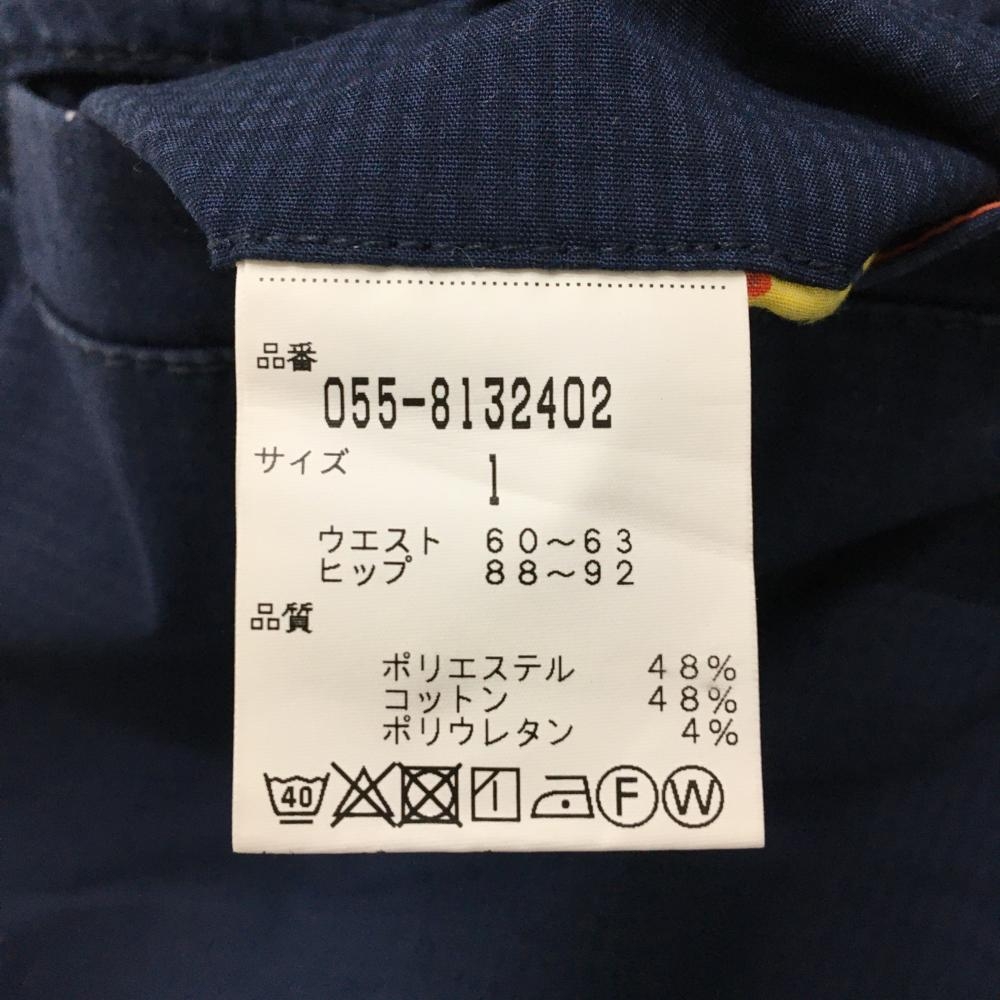 品番
055-8132402
サイズ 1
ウエスト 60～63
ヒップ 88～92
品質
ポリエステル 48%
コットン 48%
ポリウレタン 4%
40 F W